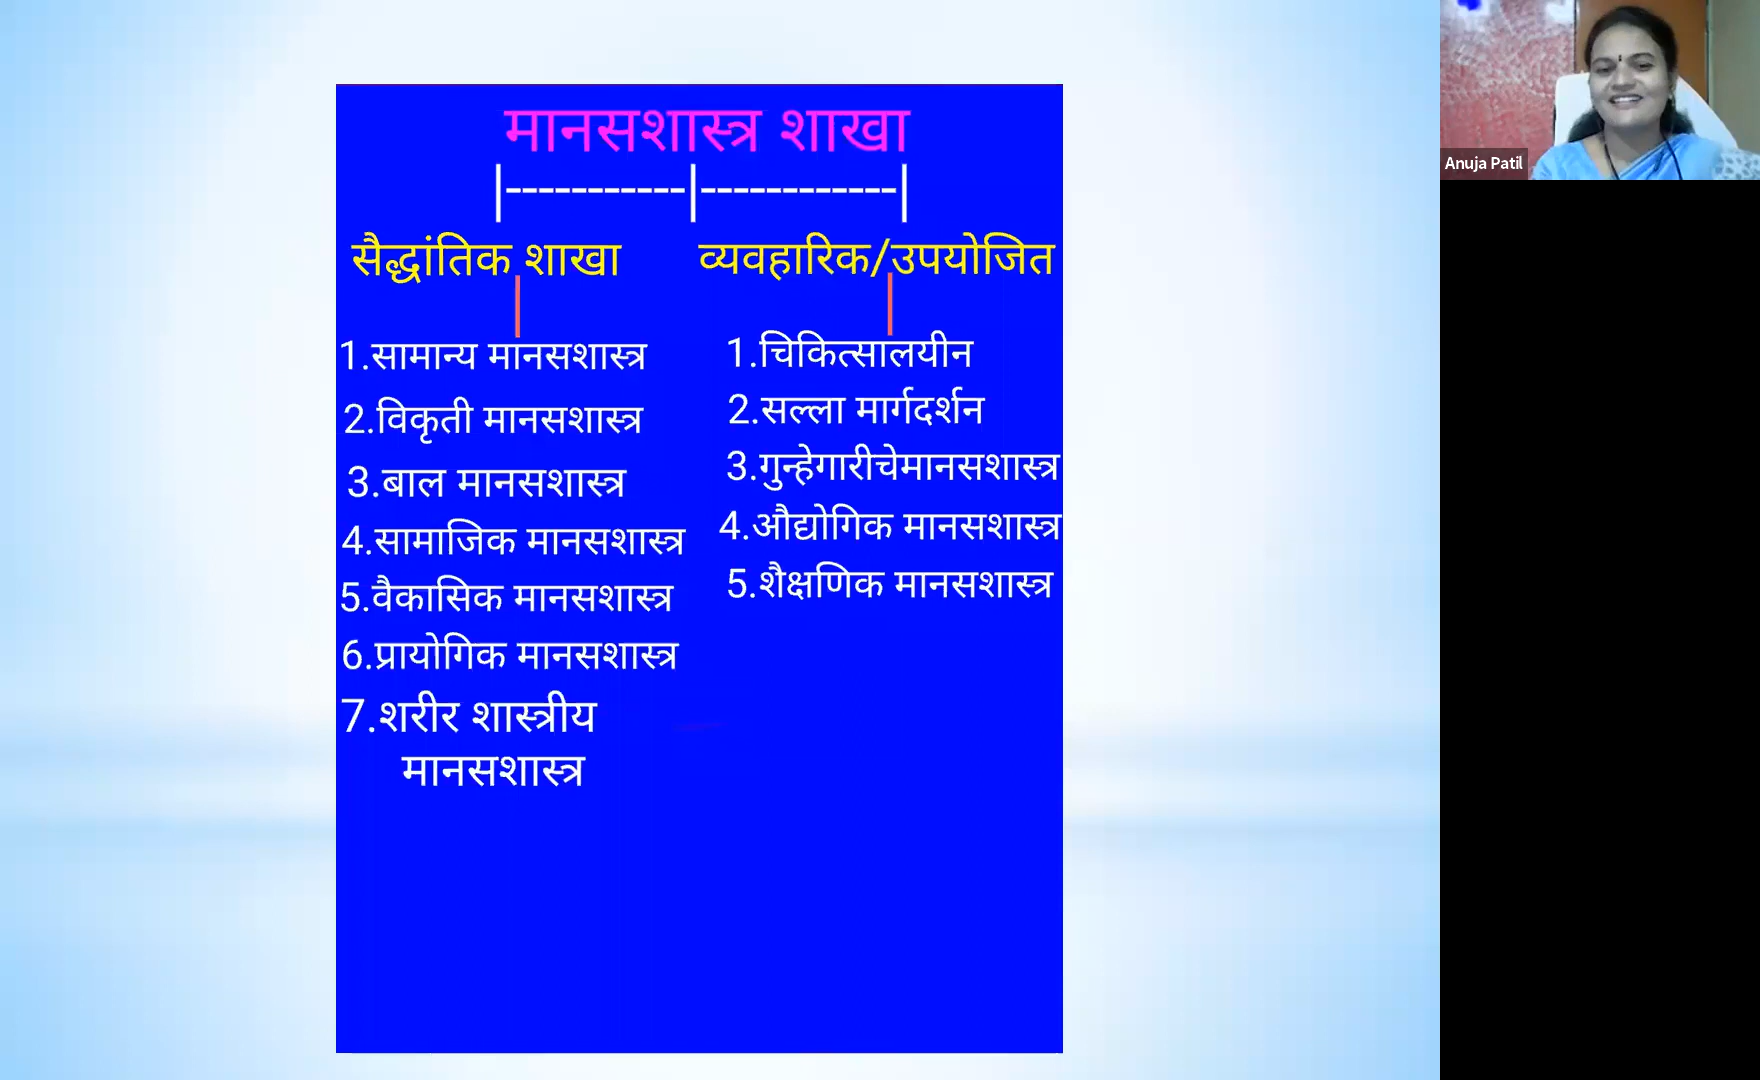 मानसशास्त्र शाखा
|-----------|------------|
सैद्धांतिक शाखा
1.सामान्य मानसशास्त्र
2.विकृती मानसशास्त्र
3.बाल मानसशास्त्र
4.सामाजिक मानसशास्त्र
5.वैकासिक मानसशास्त्र
6.प्रायोगिक मानसशास्त्र
7.शरीर शास्त्रीय
मानसशास्त्र
व्यवहारिक/उपयोजित
1.चिकित्सालयीन
2.सल्ला मार्गदर्शन
3.गुन्हेगारीचेमानसशास्त्र
4.औद्योगिक मानसशास्त्र
5.शैक्षणिक मानसशास्त्र
Anuja Patil